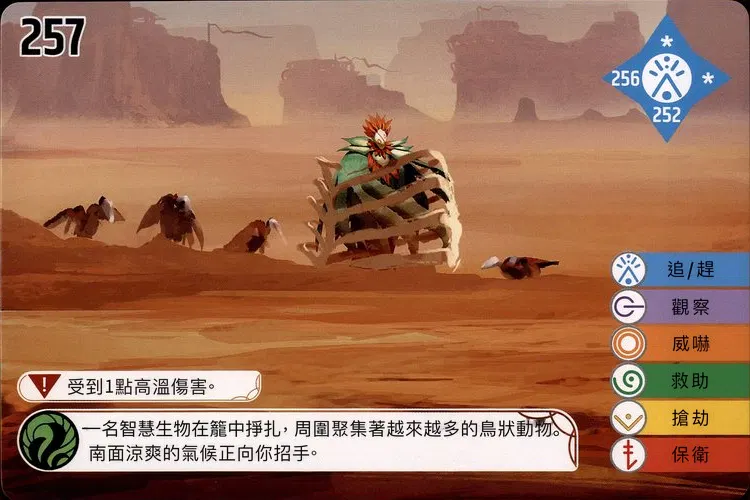 257
*
256 *
252
追/趕
觀察
威嚇
救助
搶劫
保衛
! 受到1點高溫傷害。
一名智慧生物在籠中掙扎，周圍聚集著越來越多的鳥狀動物。
南面涼爽的氣候正向你招手。